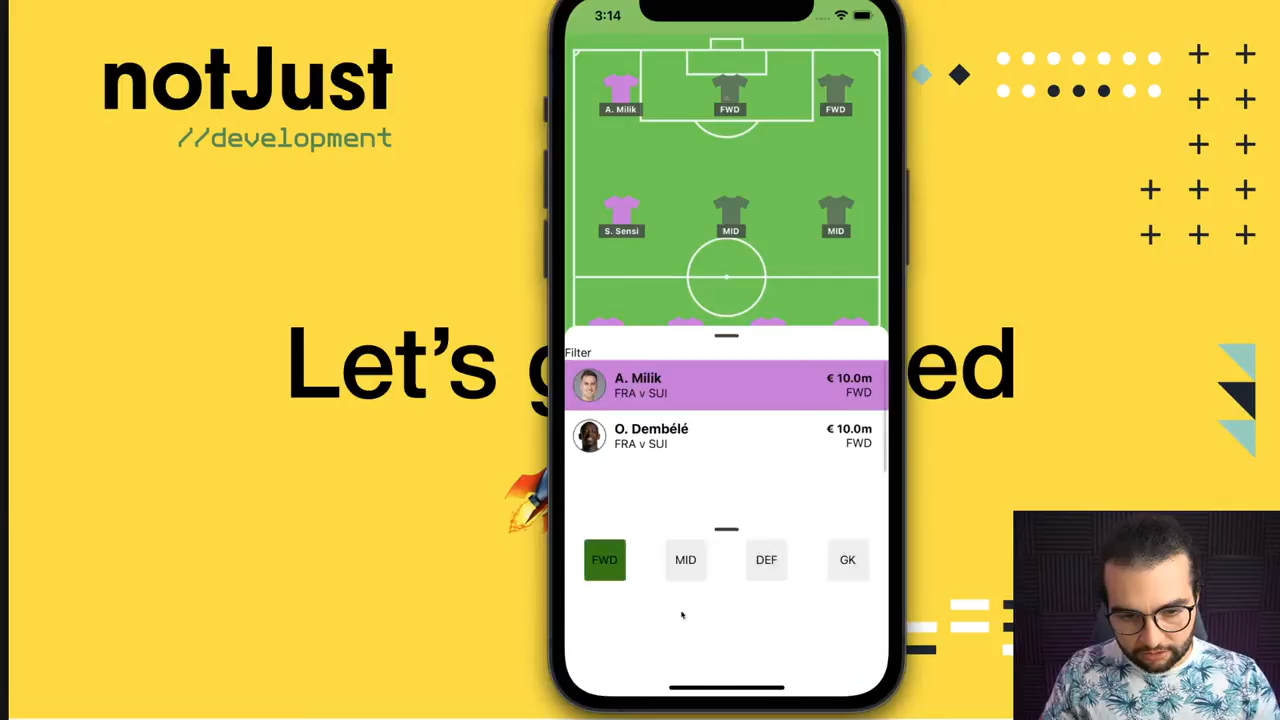 notJust
//development
3:14
A. Milik
FWD
FWD
S. Sensi
MID
MID
Let's g
ed
Filter
A. Milik
€ 10.0m
FRA v SUI
FWD
O. Dembélé
€ 10.0m
FRA v SUI
FWD
FWD
MID
DEF
GK